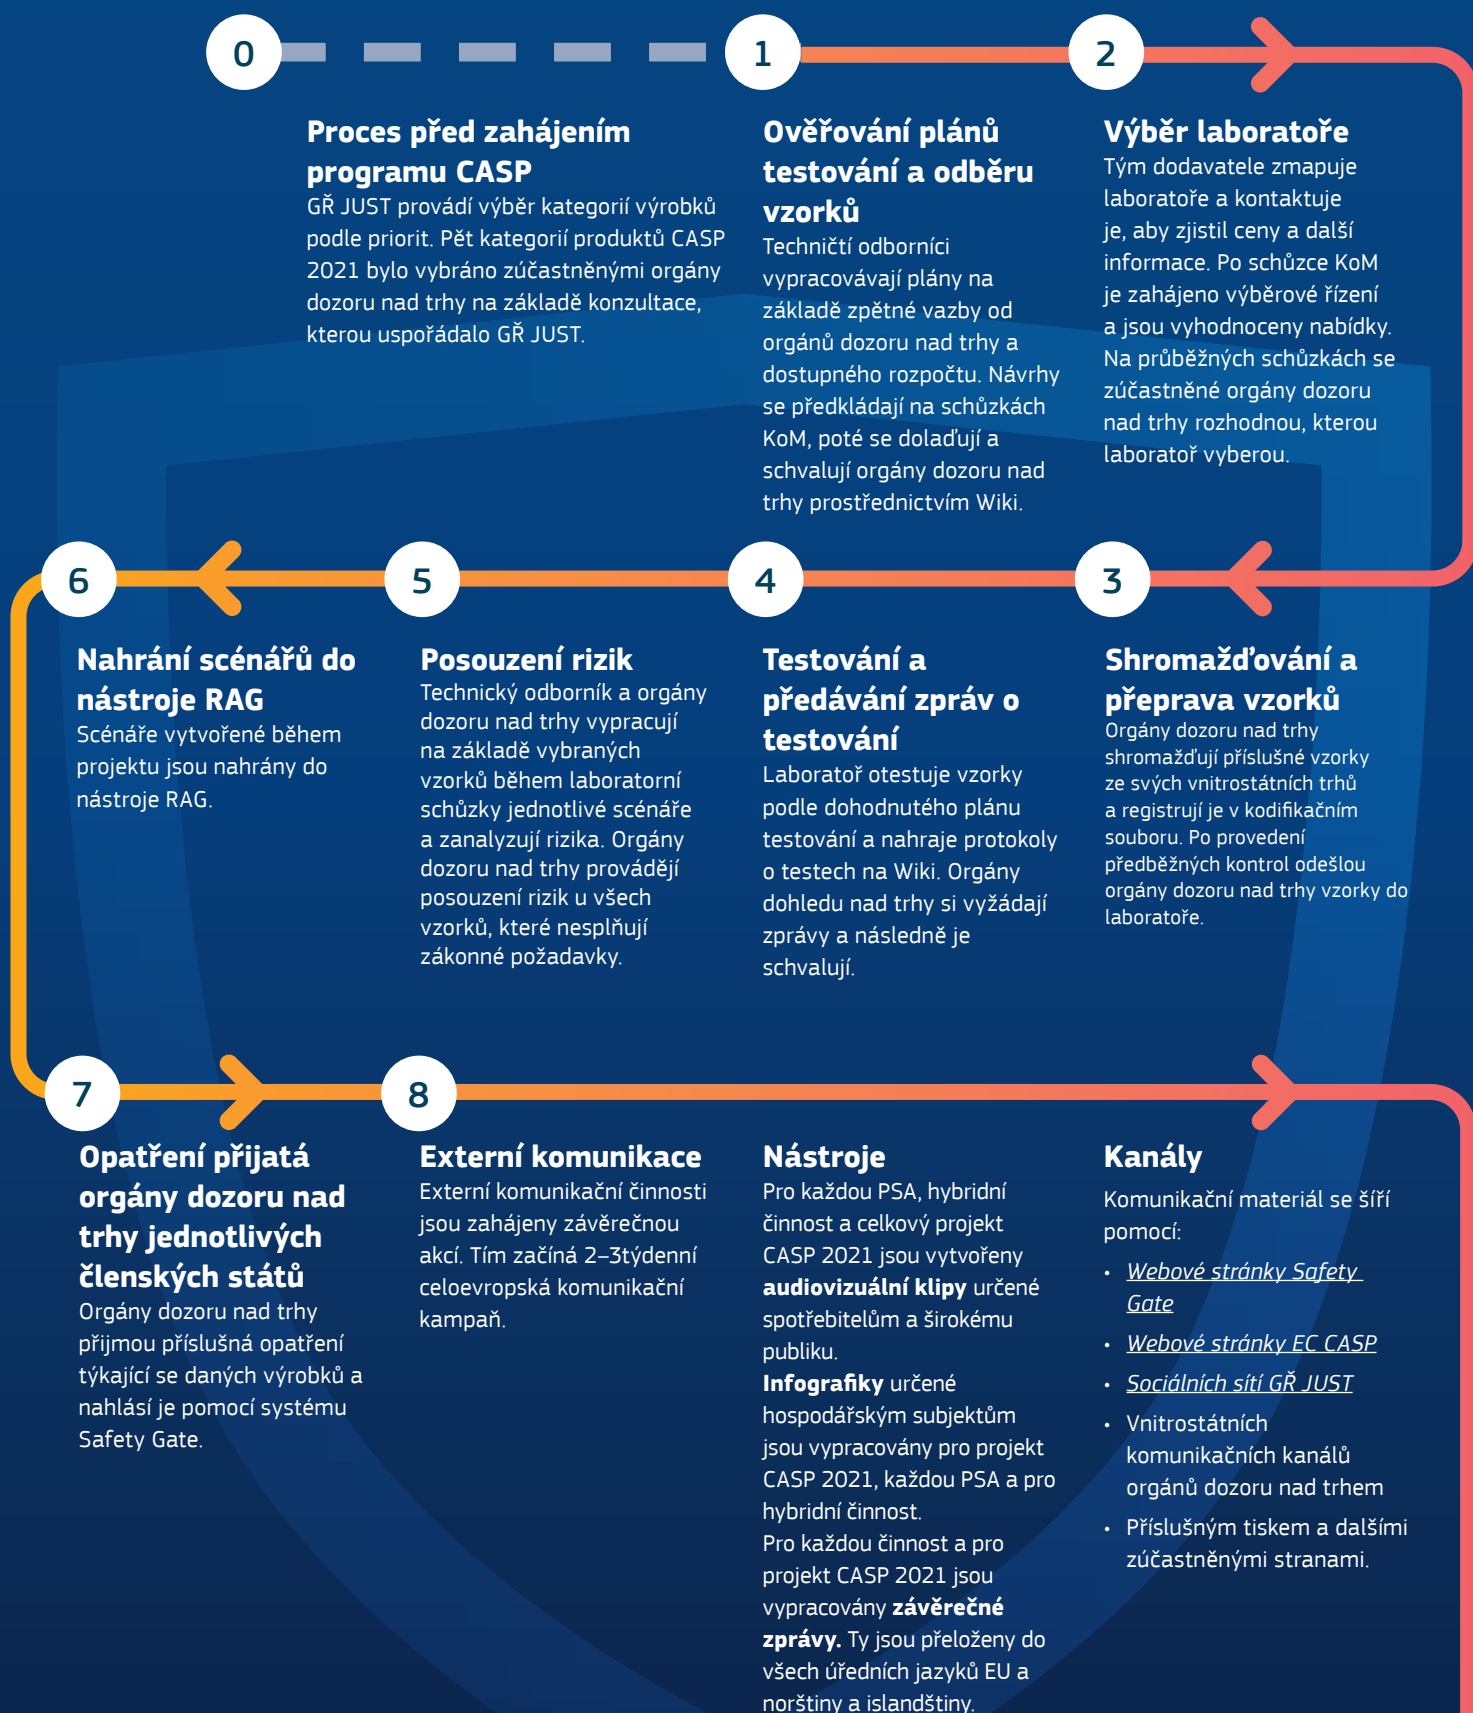 0
Proces před zahájením
programu CASP
GŘ JUST provádí výběr kategorií výrobků
podle priorit. Pět kategorií produktů CASP
2021 bylo vybráno zúčastněnými orgány
dozoru nad trhy na základě konzultace,
kterou uspořádalo GŘ JUST.
1
Ověřování plánů
testování a odběru
vzorků
Techničtí odborníci
vypracovávají plány na
základě zpětné vazby od
orgánů dozoru nad trhy a
dostupného rozpočtu. Návrhy
se předkládají na schůzkách
KoM, poté se dolaďují a
schvalují orgány dozoru nad
trhy prostřednictvím Wiki.
2
Výběr laboratoře
Tým dodavatele zmapuje
laboratoře a kontaktuje
je, aby zjistil ceny a další
informace. Po schůzce KoM
je zahájeno výběrové řízení
a jsou vyhodnoceny nabídky.
Na průběžných schůzkách se
zúčastněné orgány dozoru
nad trhy rozhodnou, kterou
laboratoř vyberou.
3
Shromažďování a
přeprava vzorků
Orgány dozoru nad trhy
shromažďují příslušné vzorky
ze svých vnitrostátních trhů
a registrují je v kodifikačním
souboru. Po provedení
předběžných kontrol odešlou
orgány dozoru nad trhy vzorky do
laboratoře.
4
Testování a
předávání zpráv o
testování
Laboratoř otestuje vzorky
podle dohodnutého plánu
testování a nahraje protokoly
o testech na Wiki. Orgány
dohledu nad trhy si vyžádají
zprávy a následně je
schvalují.
5
Posouzení rizik
Technický odborník a orgány
dozoru nad trhy vypracují
na základě vybraných
vzorků během laboratorní
schůzky jednotlivé scénáře
a zanalyzují rizika. Orgány
dozoru nad trhy provádějí
posouzení rizik u všech
vzorků, které nesplňují
zákonné požadavky.
6
Nahrání scénářů do
nástroje RAG
Scénáře vytvořené během
projektu jsou nahrány do
nástroje RAG.
7
Opatření přijatá
orgány dozoru nad
trhy jednotlivých
členských států
Orgány dozoru nad trhy
přijmou příslušná opatření
týkající se daných výrobků a
nahlásí je pomocí systému
Safety Gate.
8
Externí komunikace
Externí komunikační činnosti
jsou zahájeny závěrečnou
akcí. Tím začíná 2–3týdenní
celoevropská komunikační
kampaň.
Nástroje
Pro každou PSA, hybridní
činnost a celkový projekt
CASP 2021 jsou vytvořeny
audiovizuální klipy určené
spotřebitelům a širokému
publiku.
Infografiky určené
hospodářským subjektům
jsou vypracovány pro projekt
CASP 2021, každou PSA a pro
hybridní činnost.
Pro každou činnost a pro
projekt CASP 2021 jsou
vypracovány závěrečné
zprávy. Ty jsou přeloženy do
všech úředních jazyků EU a
norštiny a islandštiny.
Kanály
Komunikační materiál se šíří
pomocí:
• Webové stránky Safety
Gate
• Webové stránky EC CASP
• Sociálních sítí GŘ JUST
• Vnitrostátních
komunikačních kanálů
orgánů dozoru nad trhem
• Příslušným tiskem a dalšími
zúčastněnými stranami.